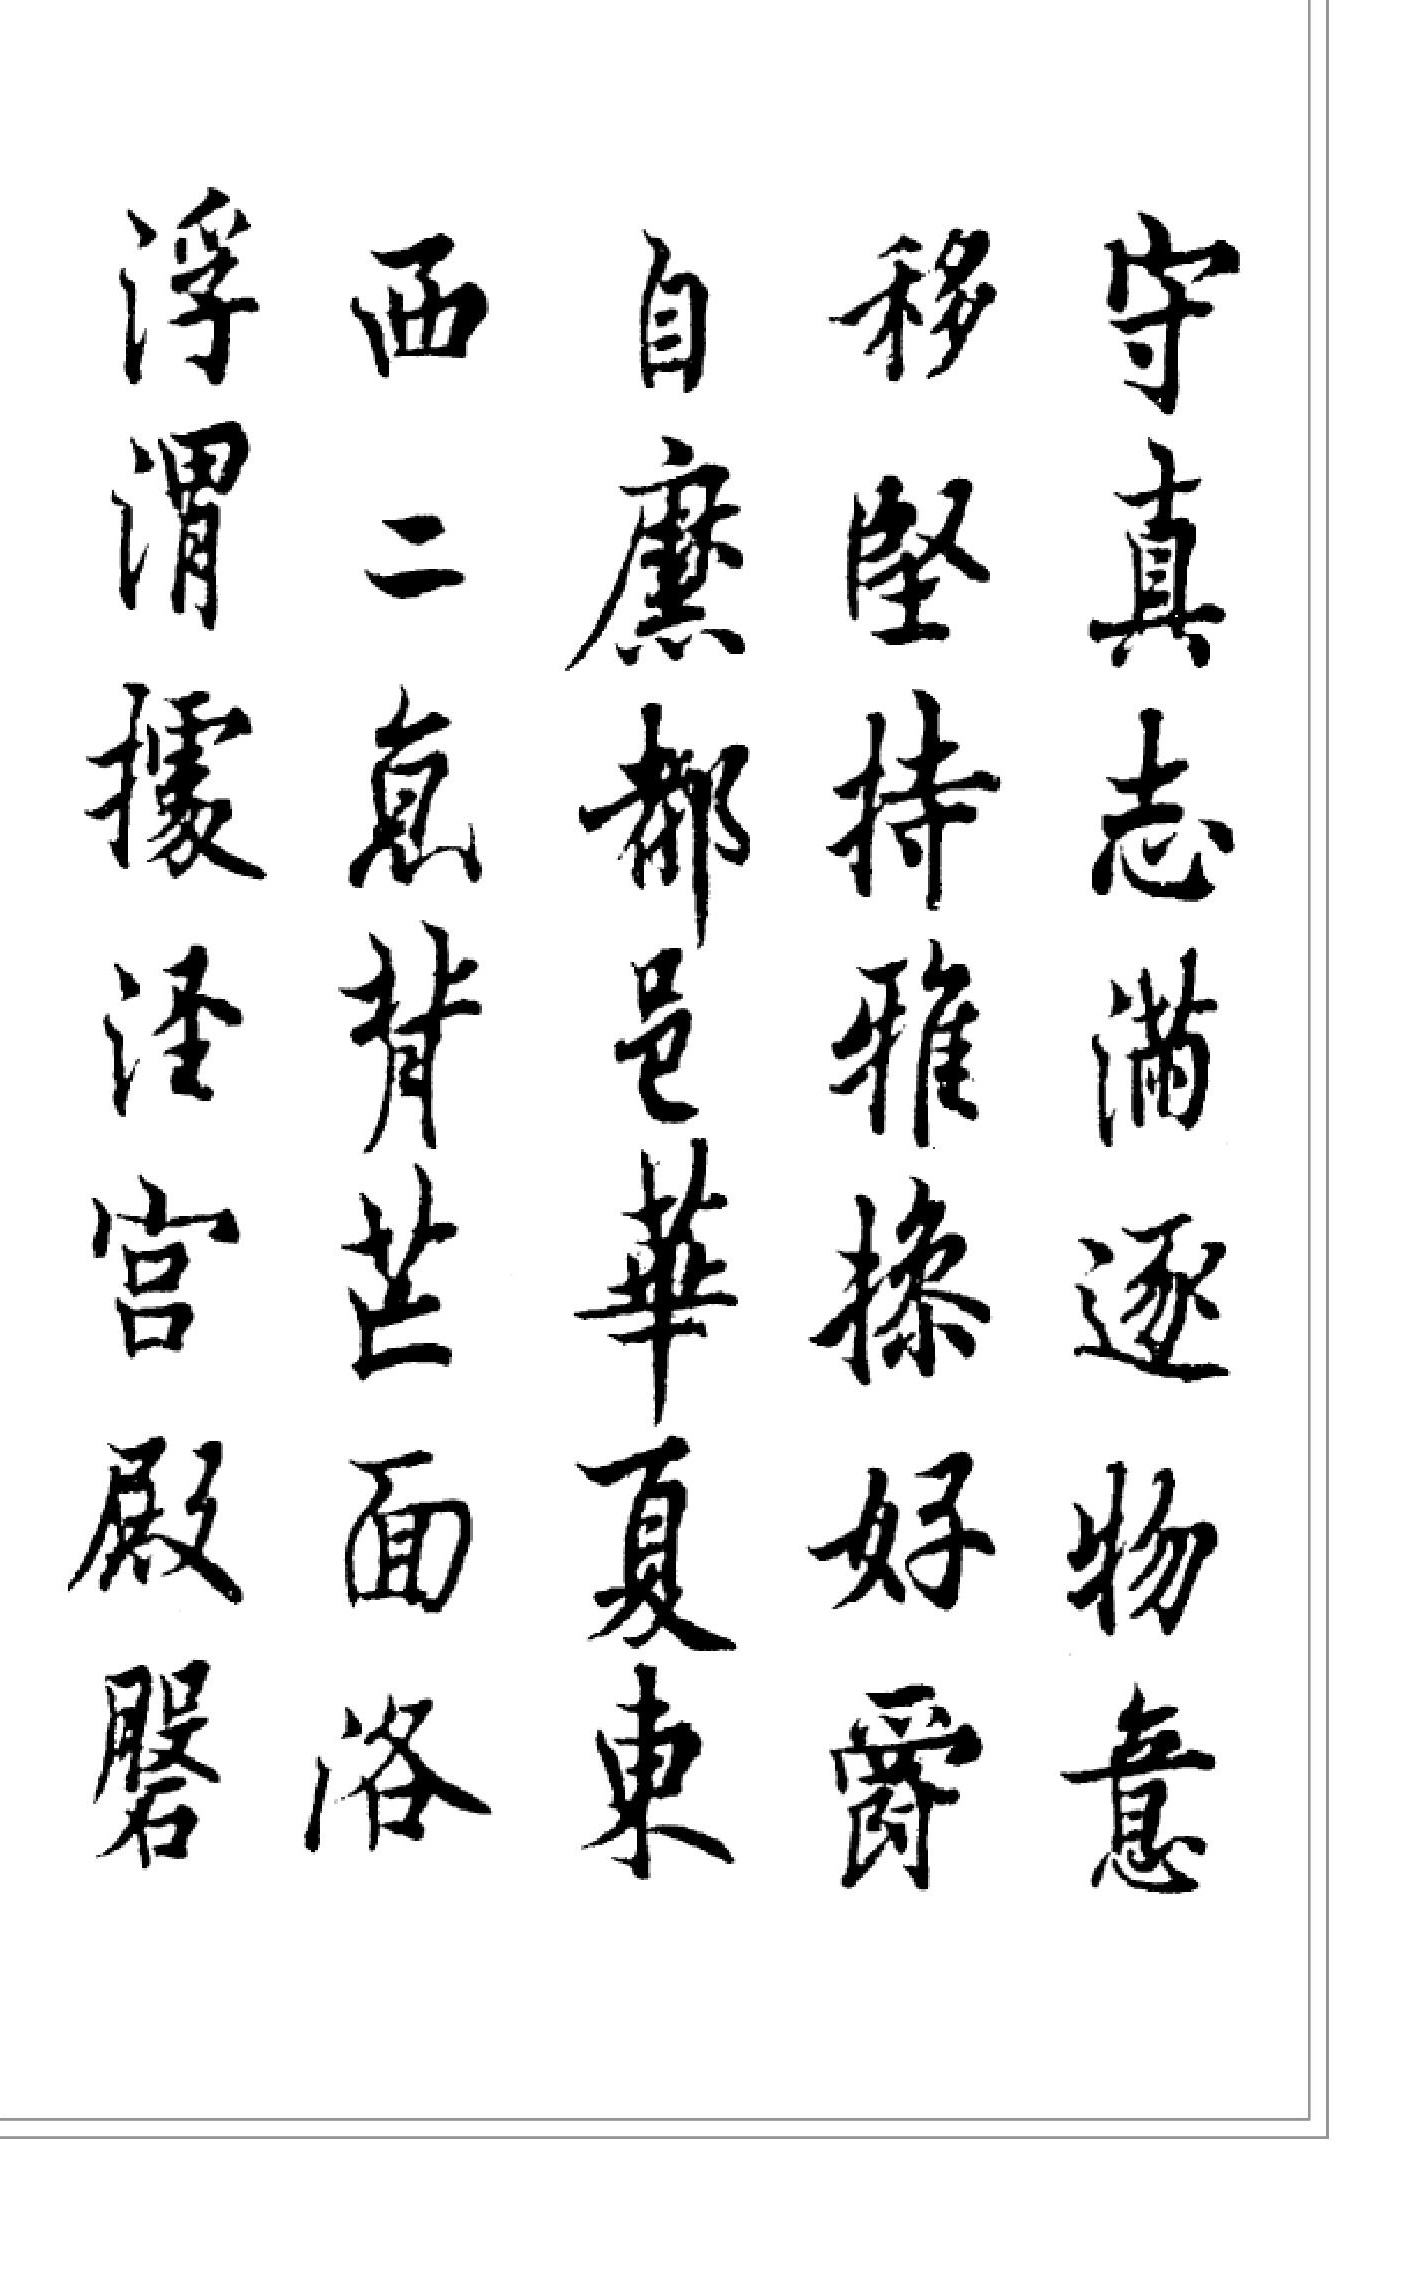 守真志滿逐物意
移堅持雅操好爵
自縻都邑華夏東
西二京背芒面洛
浮渭據涇宮殿磐